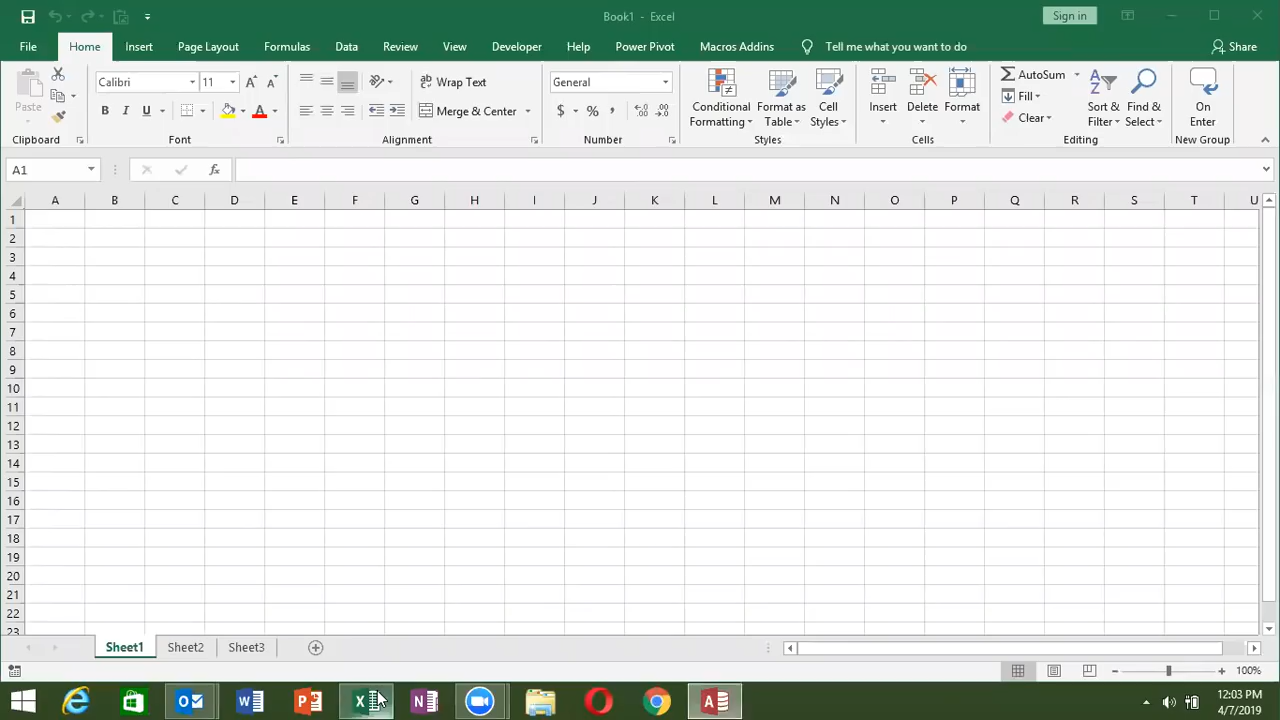 Book1 - Excel
Sign in
File Home Insert Page Layout Formulas Data Review View Developer Help Power Pivot Macros Addins Tell me what you want to do Share
Paste
Calibri 11
B I U
Wrap Text
Merge & Center
General
$ %
Conditional Formatting
Format as Table
Cell Styles
Insert Delete Format
AutoSum
Fill
Clear
Sort & Filter
Find & Select
On Enter
Clipboard Font Alignment Number Styles Cells Editing New Group
A1 fx
A B C D E F G H I J K L M N O P Q R S T U
1
2
3
4
5
6
7
8
9
10
11
12
13
14
15
16
17
18
19
20
21
22
23
Sheet1 Sheet2 Sheet3
100%
12:03 PM
4/7/2019